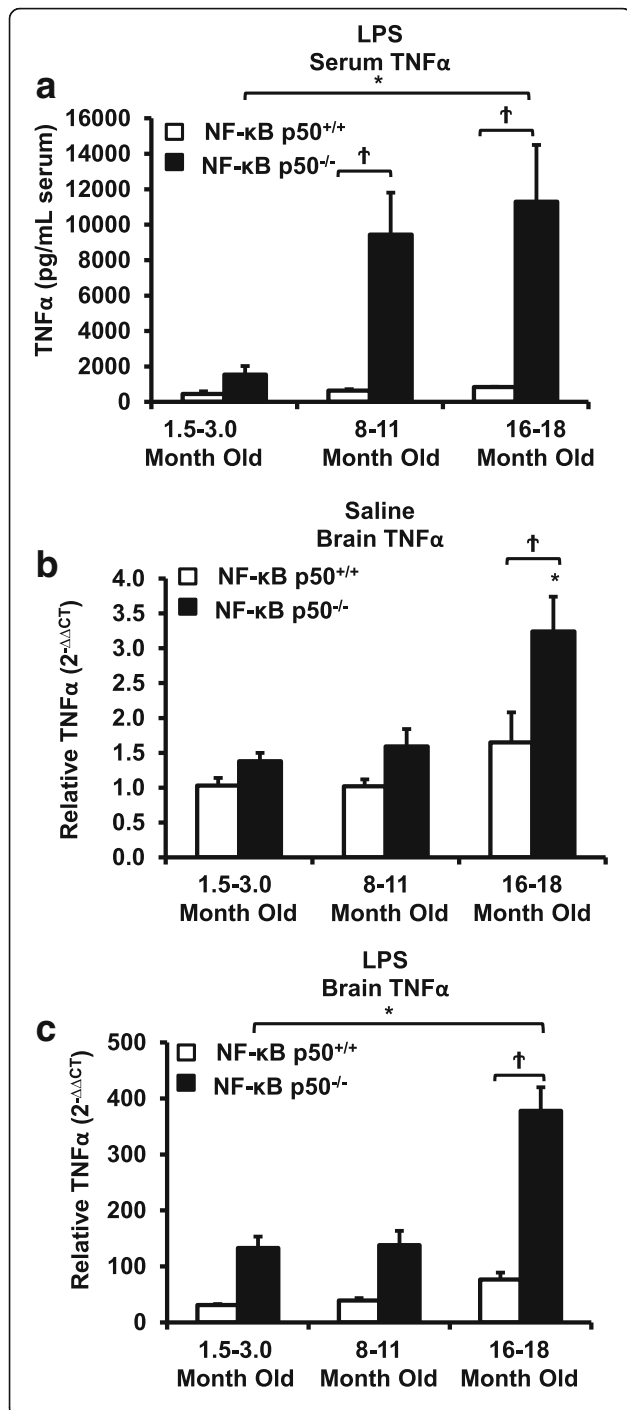 LPS
Serum TNFα
a
*
16000
14000
12000
10000
8000
6000
4000
2000
0
TNFα (pg/mL serum)
NF-κB p50+/+
NF-κB p50-/-
†
†
1.5-3.0 8-11 16-18
Month Old Month Old Month Old
Saline
Brain TNFα
b
4.0
3.5
3.0
2.5
2.0
1.5
1.0
0.5
0.0
Relative TNFα (2-ΔΔCT)
NF-κB p50+/+
NF-κB p50-/-
†
*
1.5-3.0 8-11 16-18
Month Old Month Old Month Old
LPS
Brain TNFα
c
*
500
400
300
200
100
0
Relative TNFα (2-ΔΔCT)
NF-κB p50+/+
NF-κB p50-/-
†
1.5-3.0 8-11 16-18
Month Old Month Old Month Old